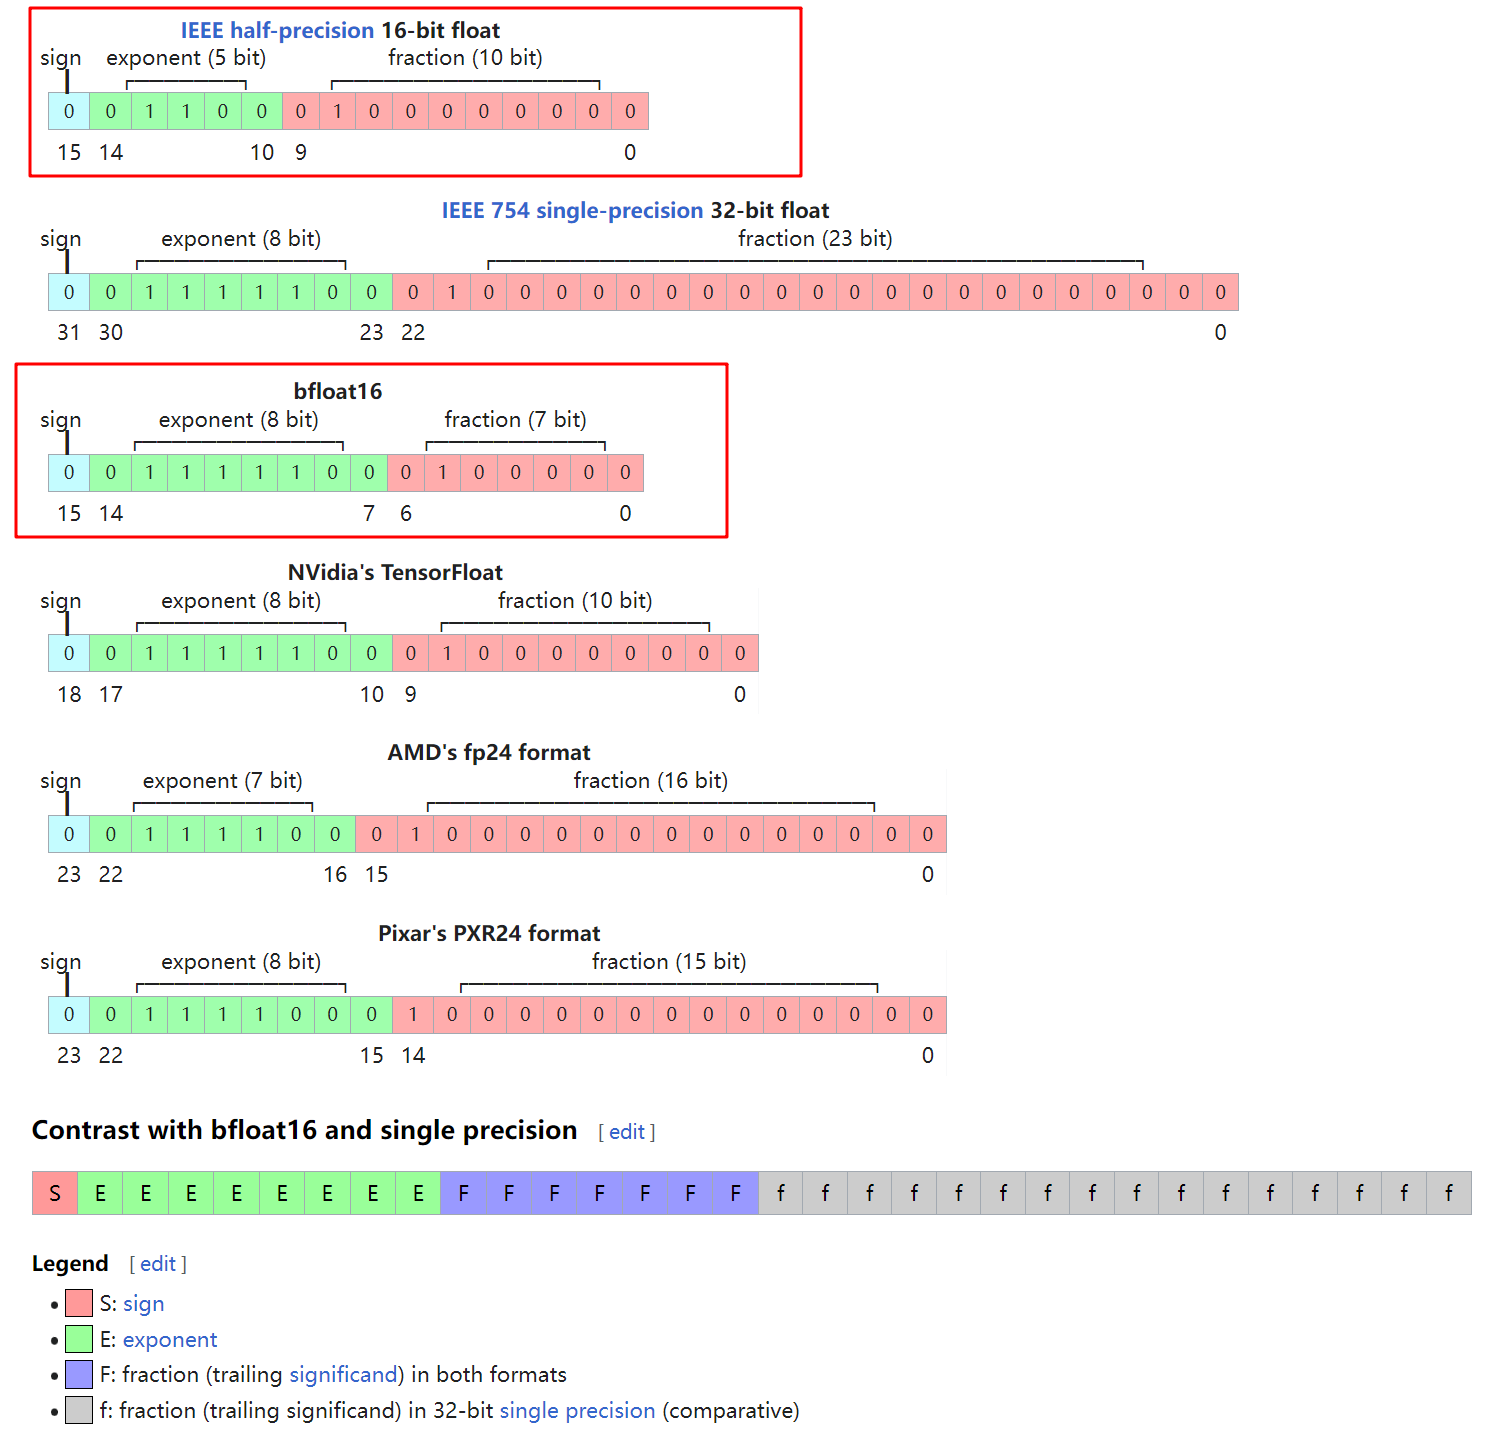 IEEE half-precision 16-bit float
sign exponent (5 bit) fraction (10 bit)
0 0 1 1 0 0 0 1 0 0 0 0 0 0 0 0
15 14 10 9 0
IEEE 754 single-precision 32-bit float
sign exponent (8 bit) fraction (23 bit)
0 0 1 1 1 1 1 0 0 0 1 0 0 0 0 0 0 0 0 0 0 0 0 0 0 0 0 0 0 0 0 0
31 30 23 22 0
bfloat16
sign exponent (8 bit) fraction (7 bit)
0 0 1 1 1 1 1 0 0 0 1 0 0 0 0 0
15 14 7 6 0
NVidia's TensorFloat
sign exponent (8 bit) fraction (10 bit)
0 0 1 1 1 1 1 0 0 0 1 0 0 0 0 0 0 0 0
18 17 10 9 0
AMD's fp24 format
sign exponent (7 bit) fraction (16 bit)
0 0 1 1 1 1 0 0 0 1 0 0 0 0 0 0 0 0 0 0 0 0 0 0
23 22 16 15 0
Pixar's PXR24 format
sign exponent (8 bit) fraction (15 bit)
0 0 1 1 1 1 0 0 0 1 0 0 0 0 0 0 0 0 0 0 0 0 0 0
23 22 15 14 0
Contrast with bfloat16 and single precision [ edit ]
S E E E E E E E E F F F F F F F f f f f f f f f f f f f f f f f
Legend [ edit ]
• S: sign
• E: exponent
• F: fraction (trailing significand) in both formats
• f: fraction (trailing significand) in 32-bit single precision (comparative)